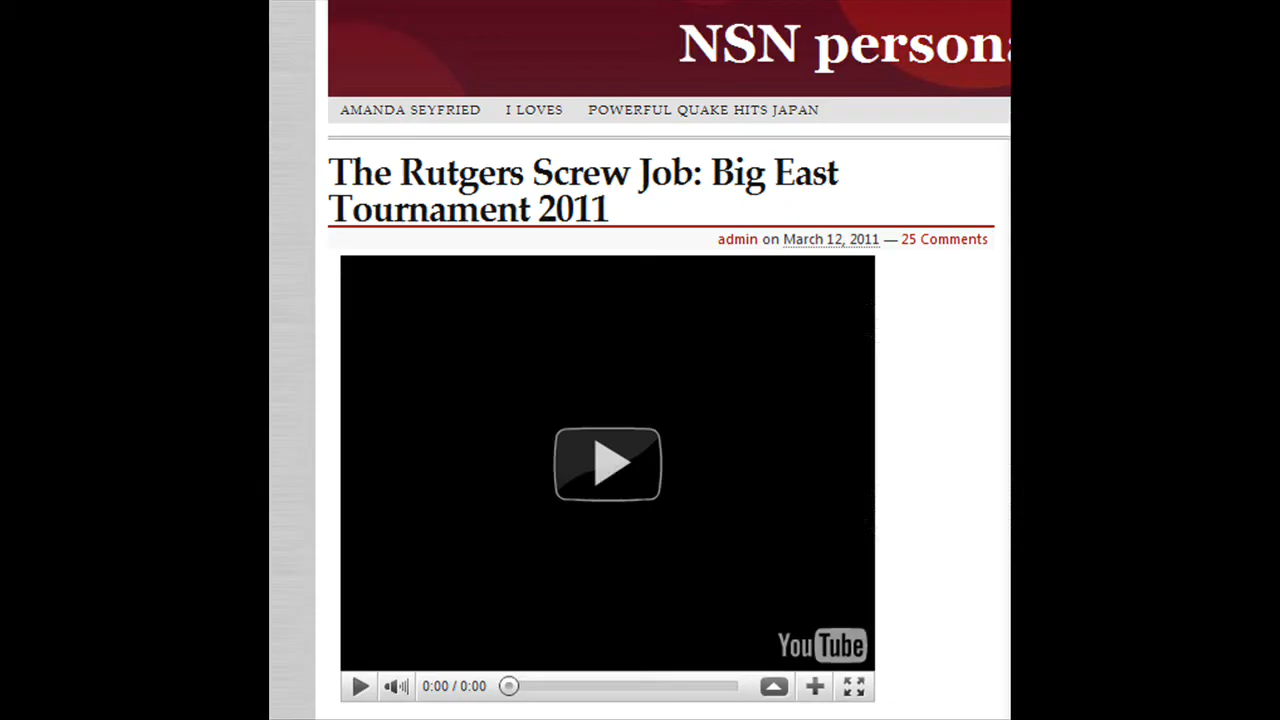 NSN persona
AMANDA SEYFRIED I LOVES POWERFUL QUAKE HITS JAPAN
The Rutgers Screw Job: Big East
Tournament 2011
admin on March 12, 2011 — 25 Comments
YouTube
0:00 / 0:00